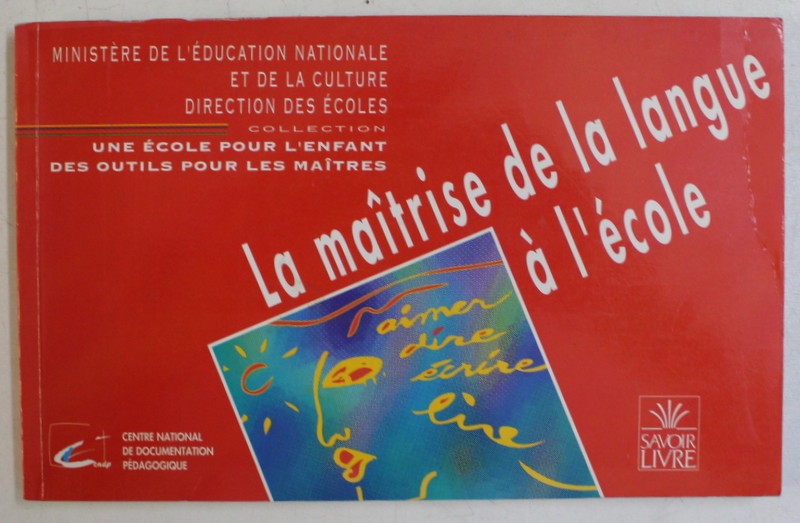 MINISTÈRE DE L'ÉDUCATION NATIONALE
ET DE LA CULTURE
DIRECTION DES ÉCOLES
COLLECTION
UNE ÉCOLE POUR L'ENFANT
DES OUTILS POUR LES MAÎTRES
La maîtrise de la langue
à l'école
aimer
dire
écrire
lire
cndp
CENTRE NATIONAL
DE DOCUMENTATION
PÉDAGOGIQUE
SAVOIR
LIVRE